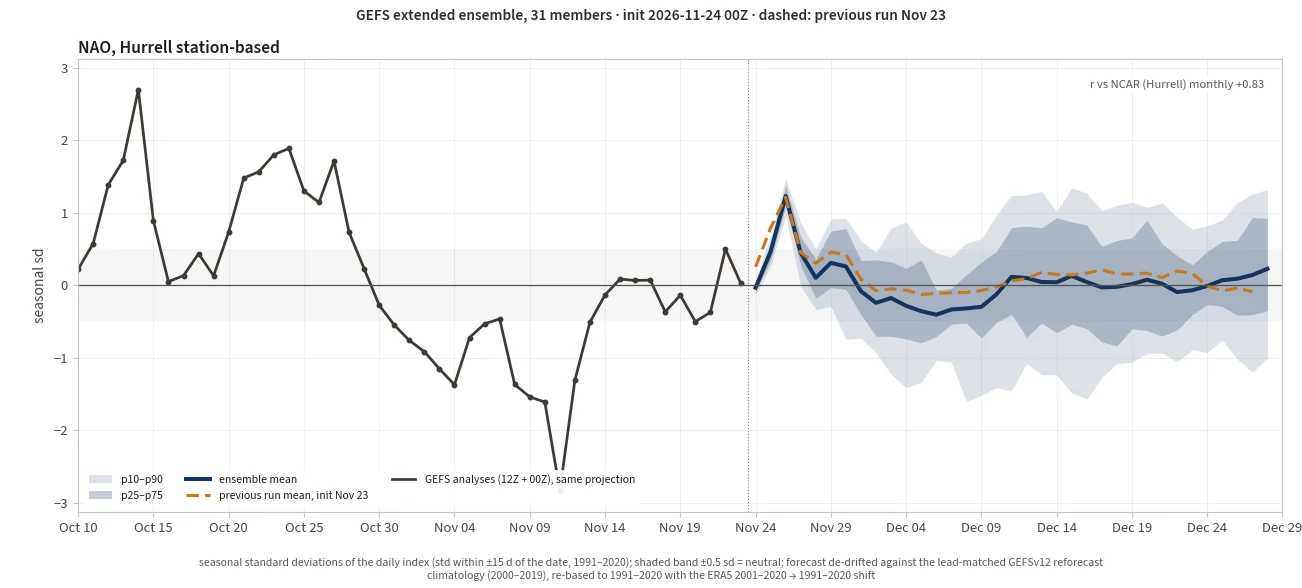 GEFS extended ensemble, 31 members · init 2026-11-24 00Z · dashed: previous run Nov 23
NAO, Hurrell station-based
r vs NCAR (Hurrell) monthly +0.83
seasonal sd
3
2
1
0
−1
−2
−3
p10–p90
p25–p75
ensemble mean
previous run mean, init Nov 23
GEFS analyses (12Z + 00Z), same projection
Oct 10 Oct 15 Oct 20 Oct 25 Oct 30 Nov 04 Nov 09 Nov 14 Nov 19 Nov 24 Nov 29 Dec 04 Dec 09 Dec 14 Dec 19 Dec 24 Dec 29
seasonal standard deviations of the daily index (std within ±15 d of the date, 1991–2020); shaded band ±0.5 sd = neutral; forecast de-drifted against the lead-matched GEFSv12 reforecast
climatology (2000–2019), re-based to 1991–2020 with the ERA5 2001–2020 → 1991–2020 shift